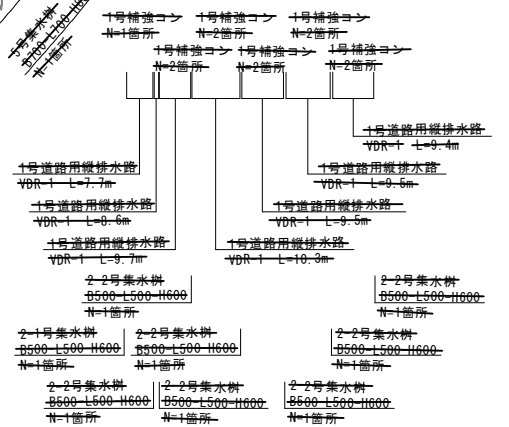 5号集水桝
B700-L700-H600
N=1箇所
1号補強コン
N=1箇所
1号補強コン
N=2箇所
1号補強コン
N=2箇所
1号補強コン
N=2箇所
1号補強コン
N=2箇所
1号補強コン
N=2箇所
1号道路用縦排水路
VDR-1 L=9.4m
1号道路用縦排水路
VDR-1 L=7.7m
1号道路用縦排水路
VDR-1 L=9.5m
1号道路用縦排水路
VDR-1 L=8.6m
1号道路用縦排水路
VDR-1 L=9.5m
1号道路用縦排水路
VDR-1 L=9.7m
1号道路用縦排水路
VDR-1 L=10.3m
2-2号集水桝
B500-L500-H600
N=1箇所
2-2号集水桝
B500-L500-H600
N=1箇所
2-1号集水桝
B500-L500-H600
N=1箇所
2-2号集水桝
B500-L500-H600
N=1箇所
2-2号集水桝
B500-L500-H600
N=1箇所
2-2号集水桝
B500-L500-H600
N=1箇所
2-2号集水桝
B500-L500-H600
N=1箇所
2-2号集水桝
B500-L500-H600
N=1箇所